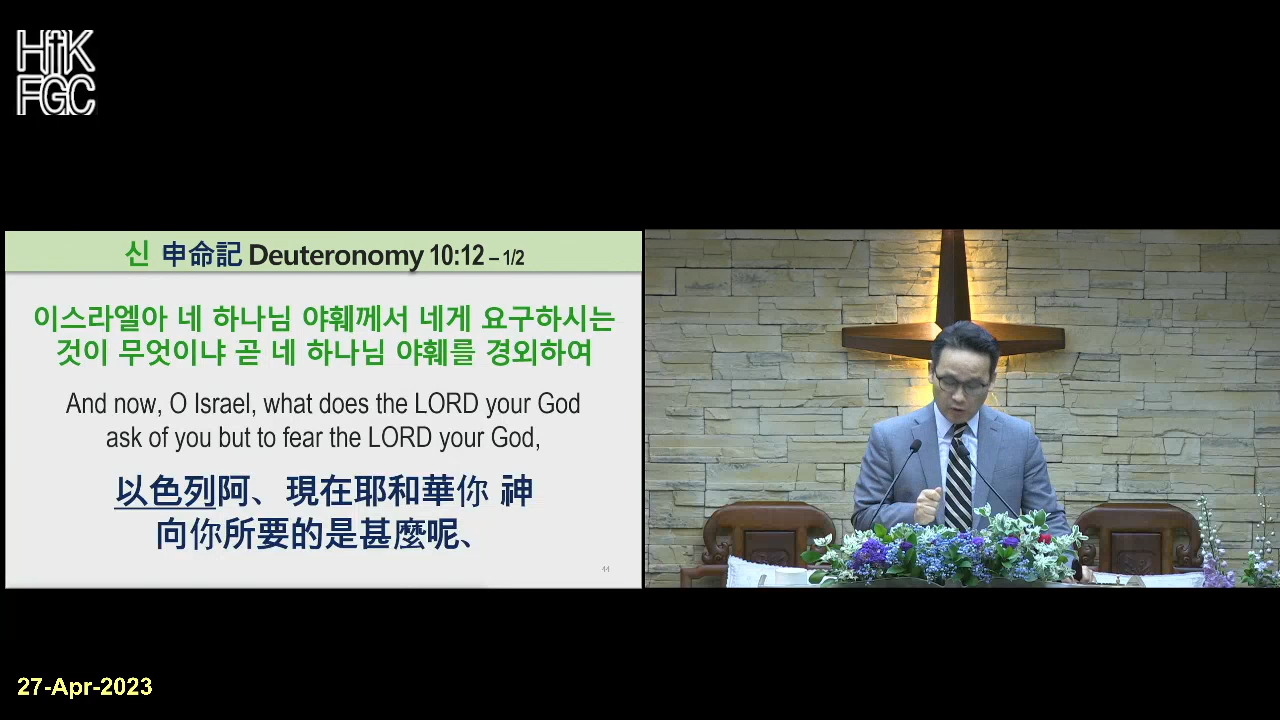 HfK
FGC
신 申命記 Deuteronomy 10:12 – 1/2
이스라엘아 네 하나님 야훼께서 네게 요구하시는
것이 무엇이냐 곧 네 하나님 야훼를 경외하여
And now, O Israel, what does the LORD your God
ask of you but to fear the LORD your God,
以色列阿、現在耶和華你 神
向你所要的是甚麼呢、
44
27-Apr-2023